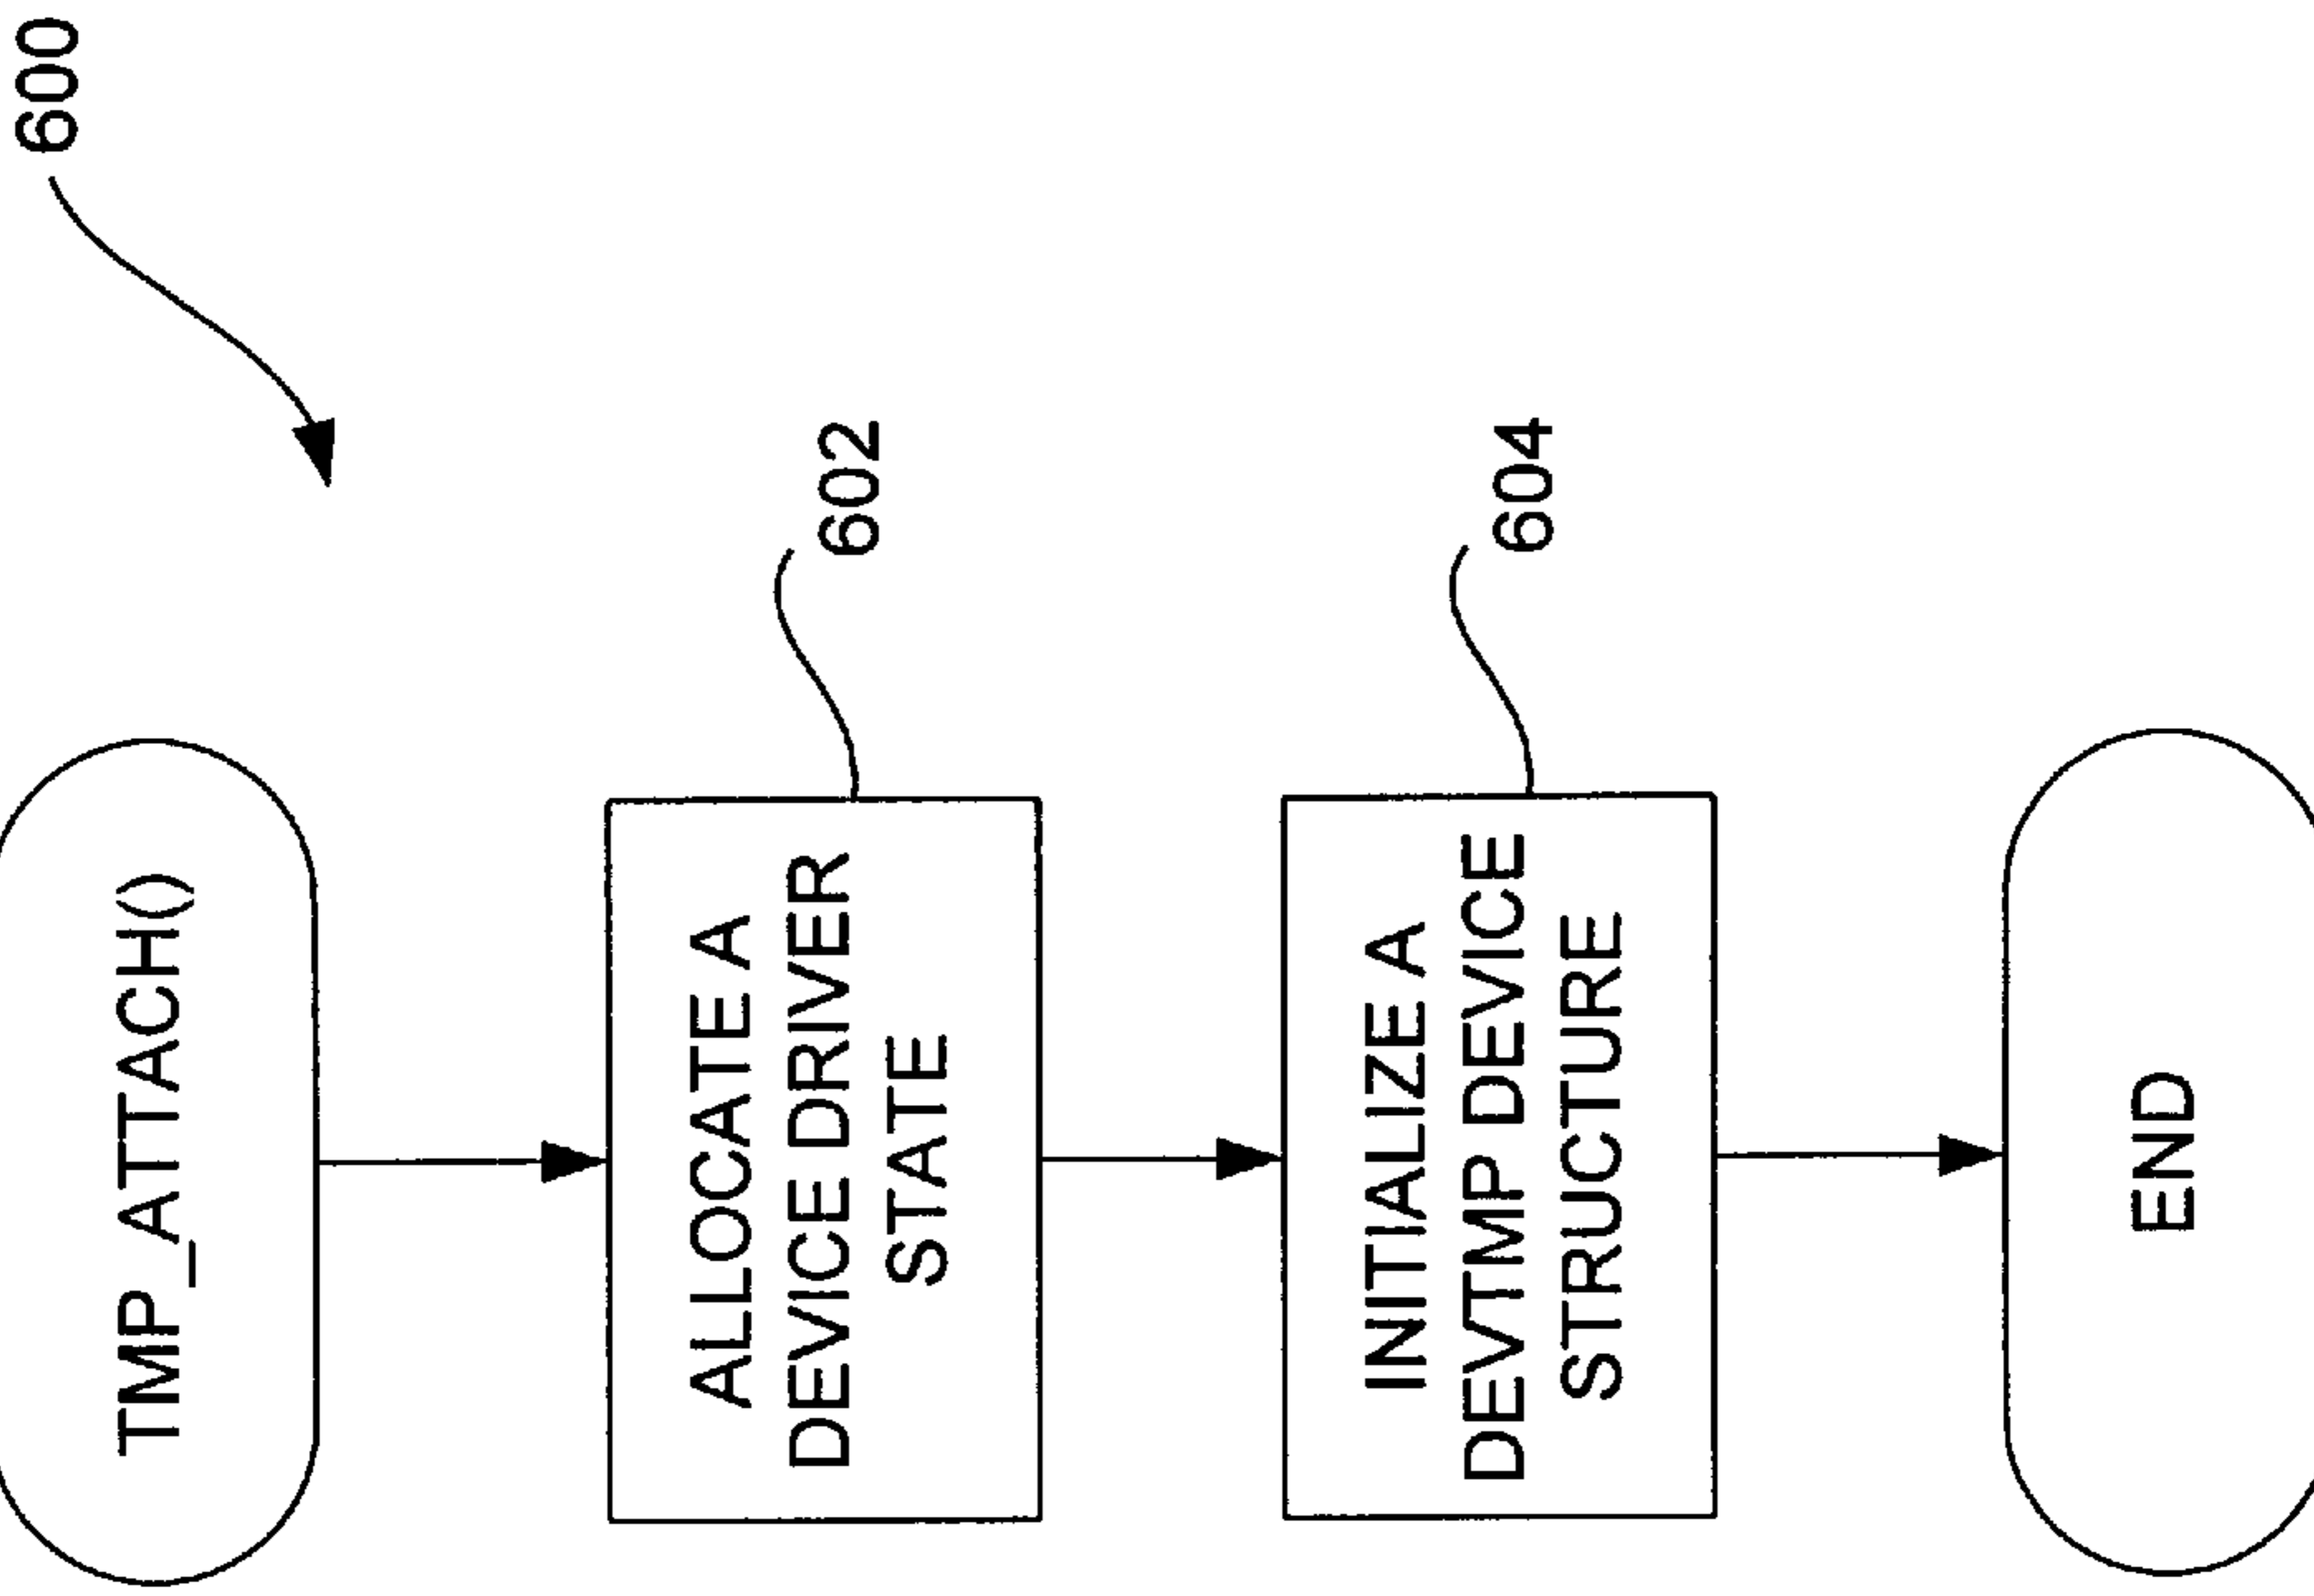 600
TMP_ATTACH()
ALLOCATE A
DEVICE DRIVER
STATE
602
INITIALIZE A
DEVTMP DEVICE
STRUCTURE
604
END